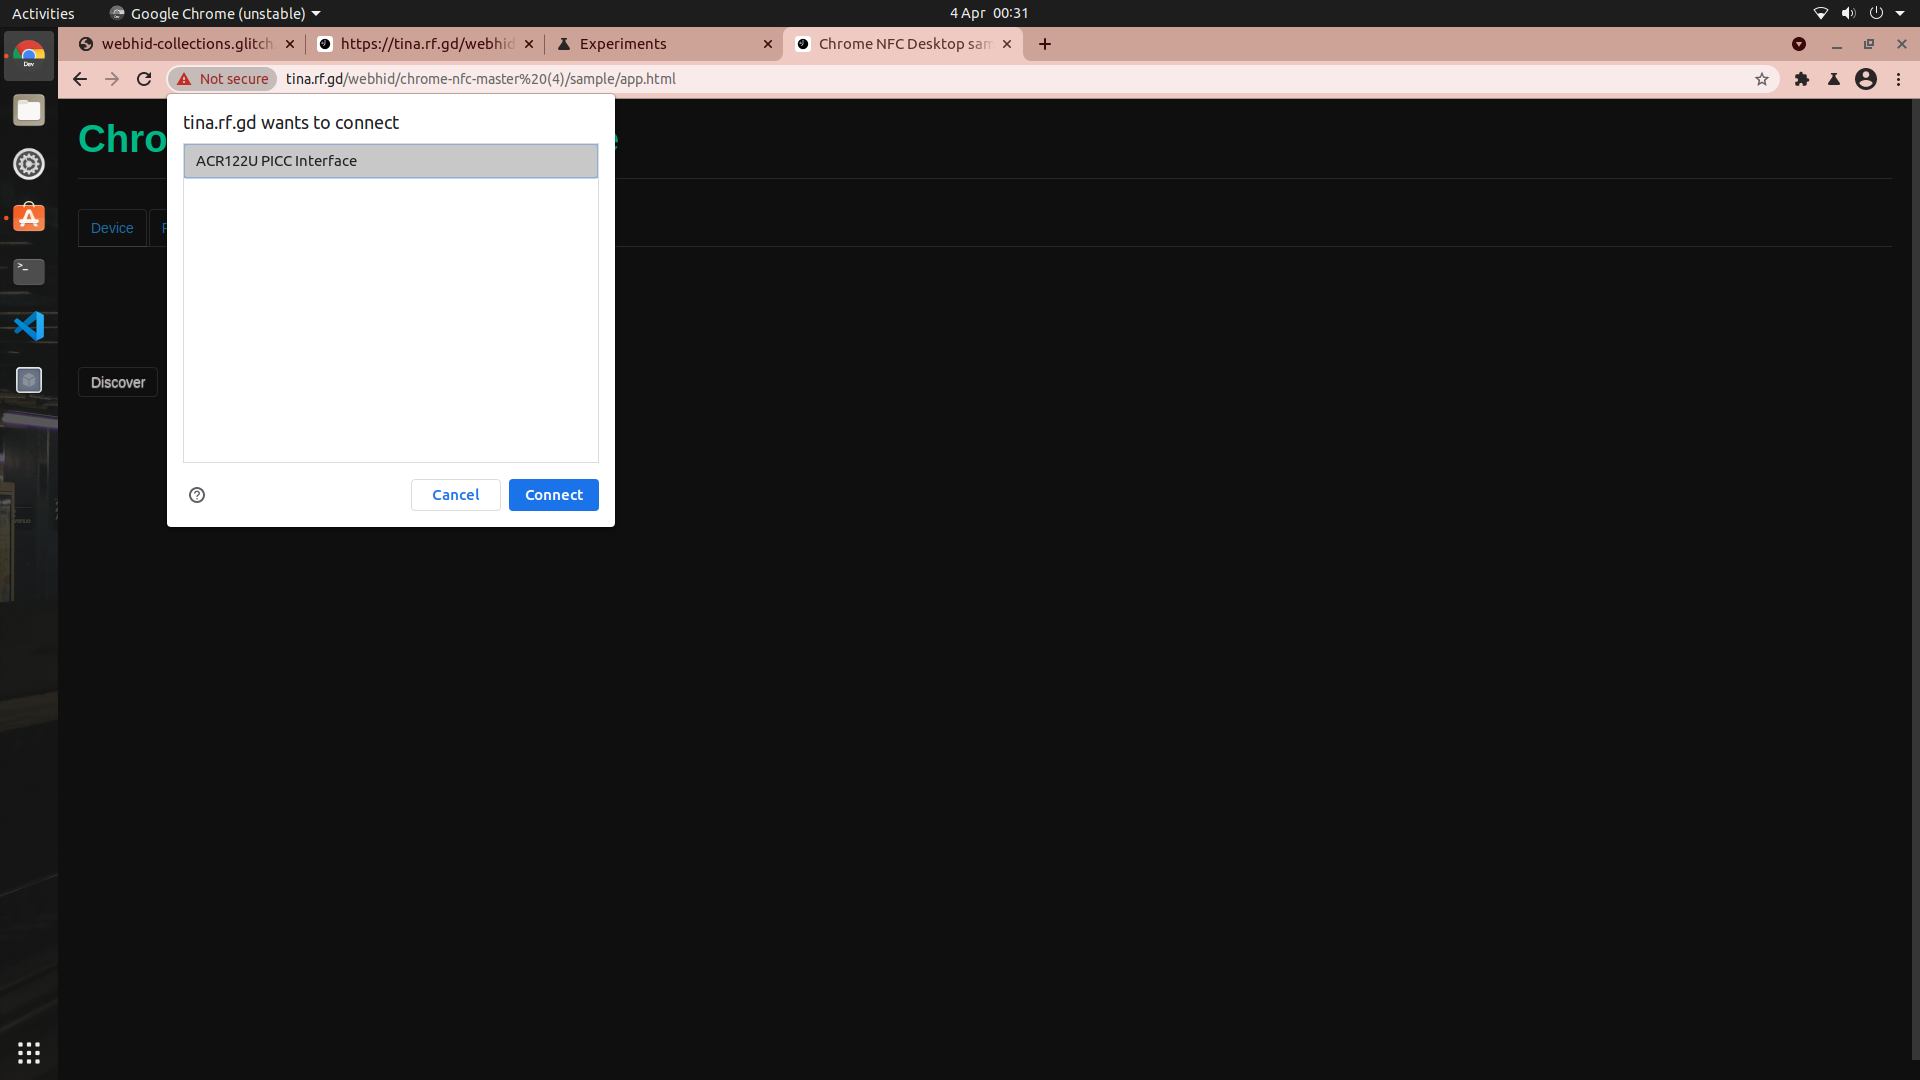 Activities
Google Chrome (unstable)
4 Apr 00:31
Dev
webhid-collections.glitch
https://tina.rf.gd/webhid
Experiments
Chrome NFC Desktop sam
Not secure
tina.rf.gd/webhid/chrome-nfc-master%20(4)/sample/app.html
tina.rf.gd wants to connect
Chro
ACR122U PICC Interface
Device
Discover
Cancel
Connect